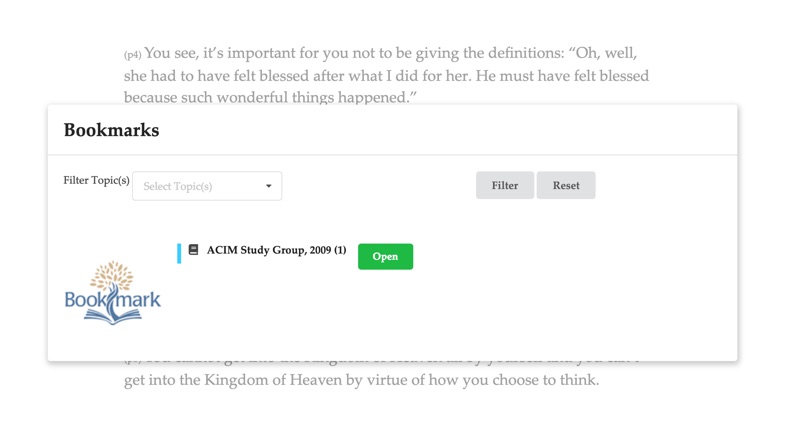 (p4) You see, it's important for you not to be giving the definitions: “Oh, well,
she had to have felt blessed after what I did for her. He must have felt blessed
because such wonderful things happened.”
Bookmarks
Filter Topic(s) Select Topic(s) Filter Reset
ACIM Study Group, 2009 (1) Open
Bookmark
get into the Kingdom of Heaven by virtue of how you choose to think.